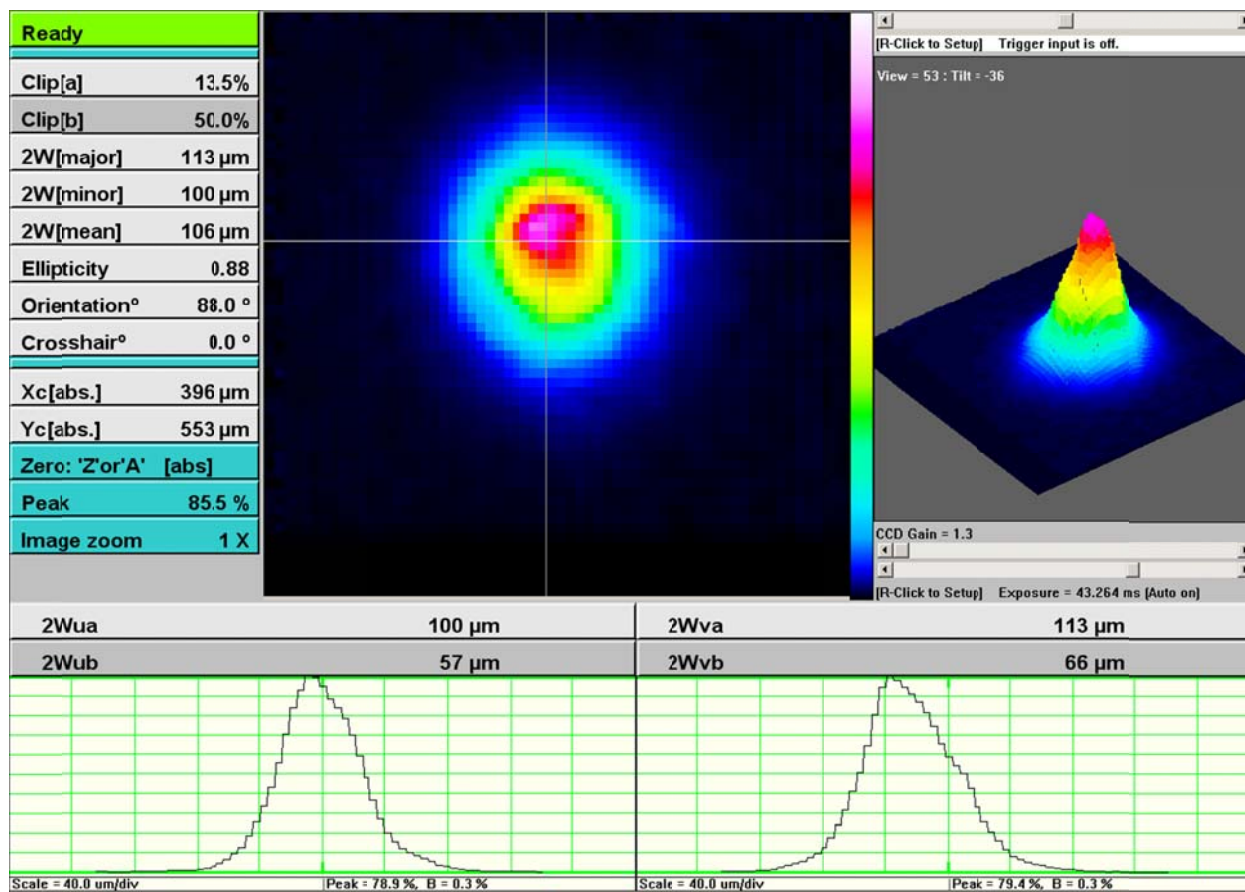 Ready
Clip[a] 13.5%
Clip[b] 50.0%
2W[major] 113 µm
2W[minor] 100 µm
2W[mean] 106 µm
Ellipticity 0.88
Orientationº 88.0 º
Crosshairº 0.0 º
Xc[abs.] 396 µm
Yc[abs.] 553 µm
Zero: 'Z'or'A' [abs]
Peak 85.5 %
Image zoom 1 X
[R-Click to Setup] Trigger input is off.
View = 53 : Tilt = -36
CCD Gain = 1.3
[R-Click to Setup] Exposure = 43.264 ms [Auto on]
2Wua 100 µm
2Wub 57 µm
Scale = 40.0 um/div Peak = 78.9 %, B = 0.3 %
2Wva 113 µm
2Wvb 66 µm
Scale = 40.0 um/div Peak = 79.4 %, B = 0.3 %